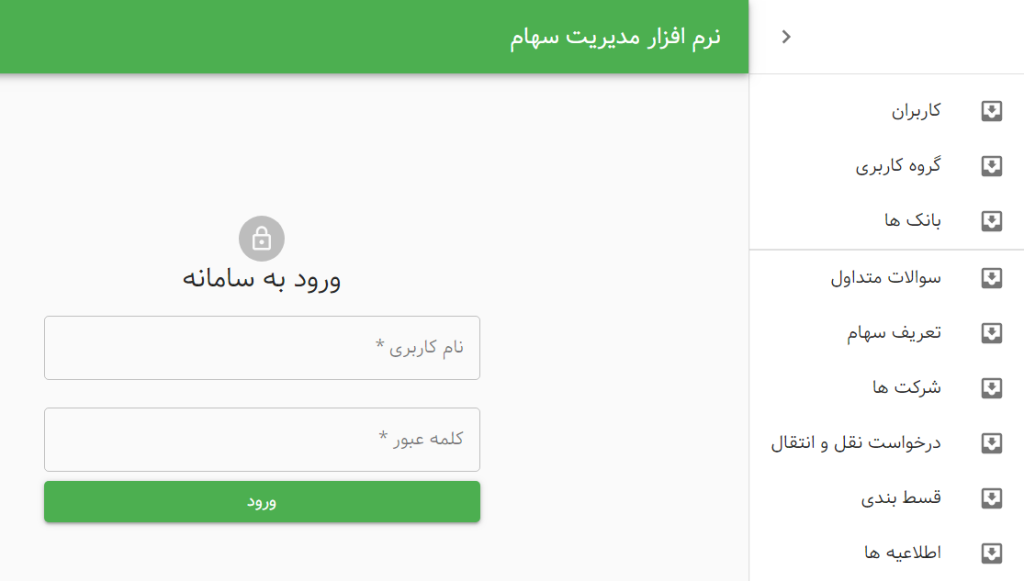 نرم افزار مدیریت سهام
کاربران
گروه کاربری
بانک ها
سوالات متداول
تعریف سهام
شرکت ها
درخواست نقل و انتقال
قسط بندی
اطلاعیه ها
ورود به سامانه
نام کاربری *
کلمه عبور *
ورود